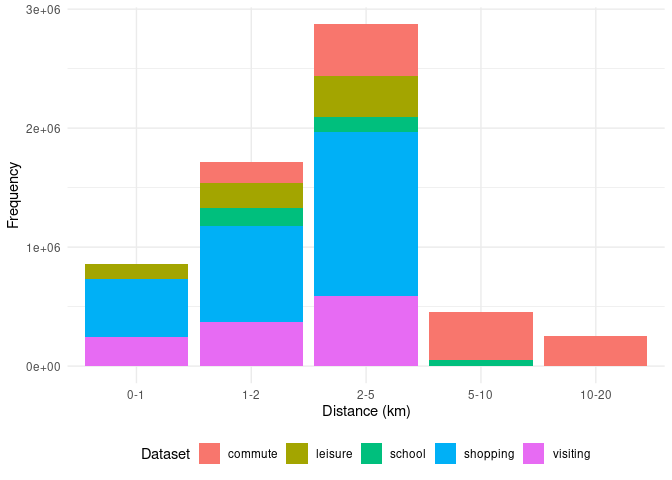 3e+06
2e+06
1e+06
0e+00
Frequency
0-1 1-2 2-5 5-10 10-20
Distance (km)
Dataset commute leisure school shopping visiting